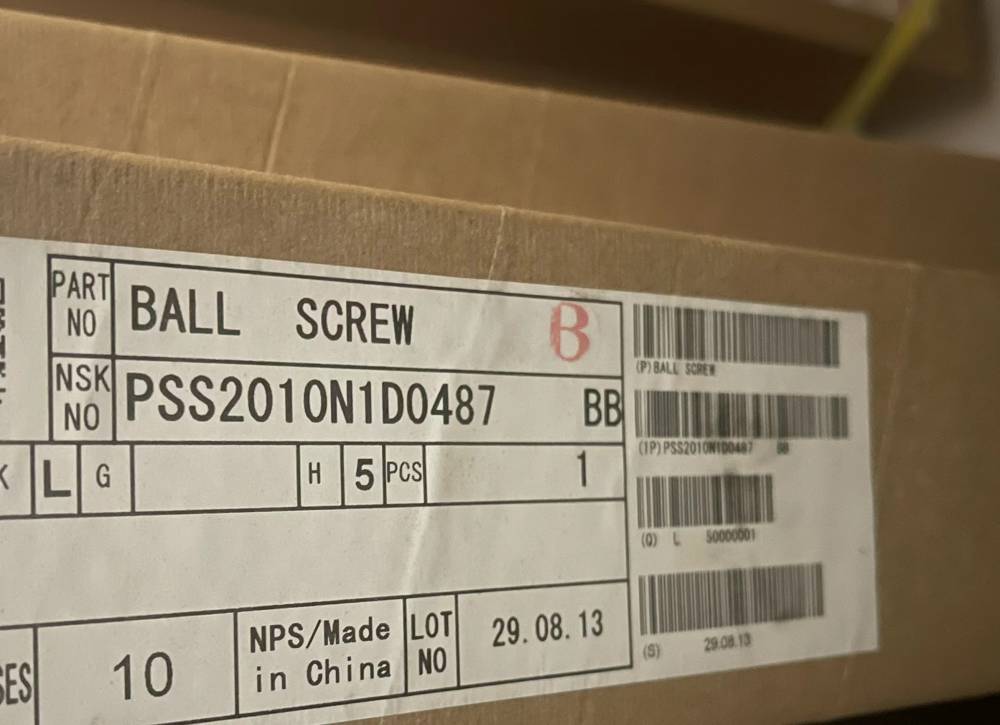 PART NO BALL SCREW B
NSK NO PSS2010N1D0487 BB
K L G H 5 PCS 1
10 NPS/Made in China LOT NO 29.08.13
(P) BALL SCREW
(1P) PSS2010N1D0487 BB
(Q) L S0000001
(S) 29.08.13